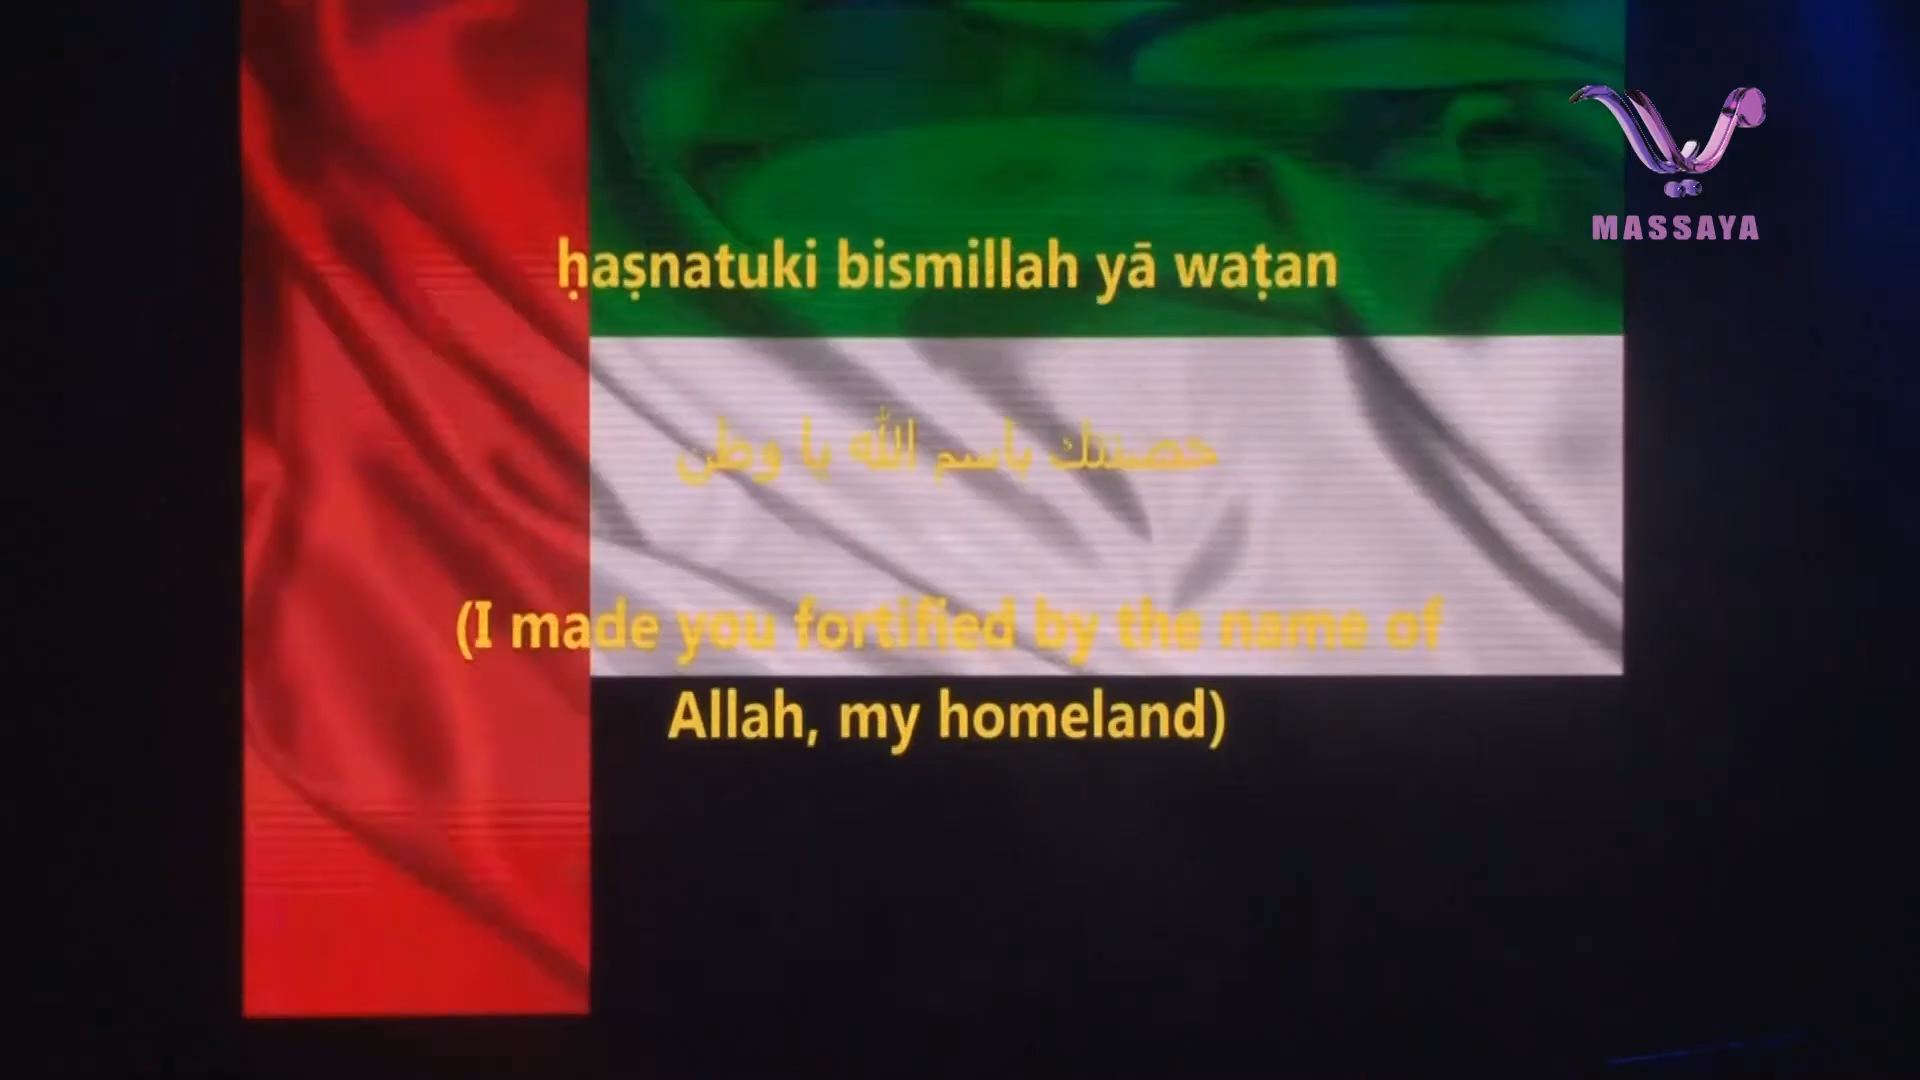 MASSAYA
ḥaṣnatuki bismillah yā waṭan
حصنتك باسم الله يا وطن
(I made you fortified by the name of
Allah, my homeland)